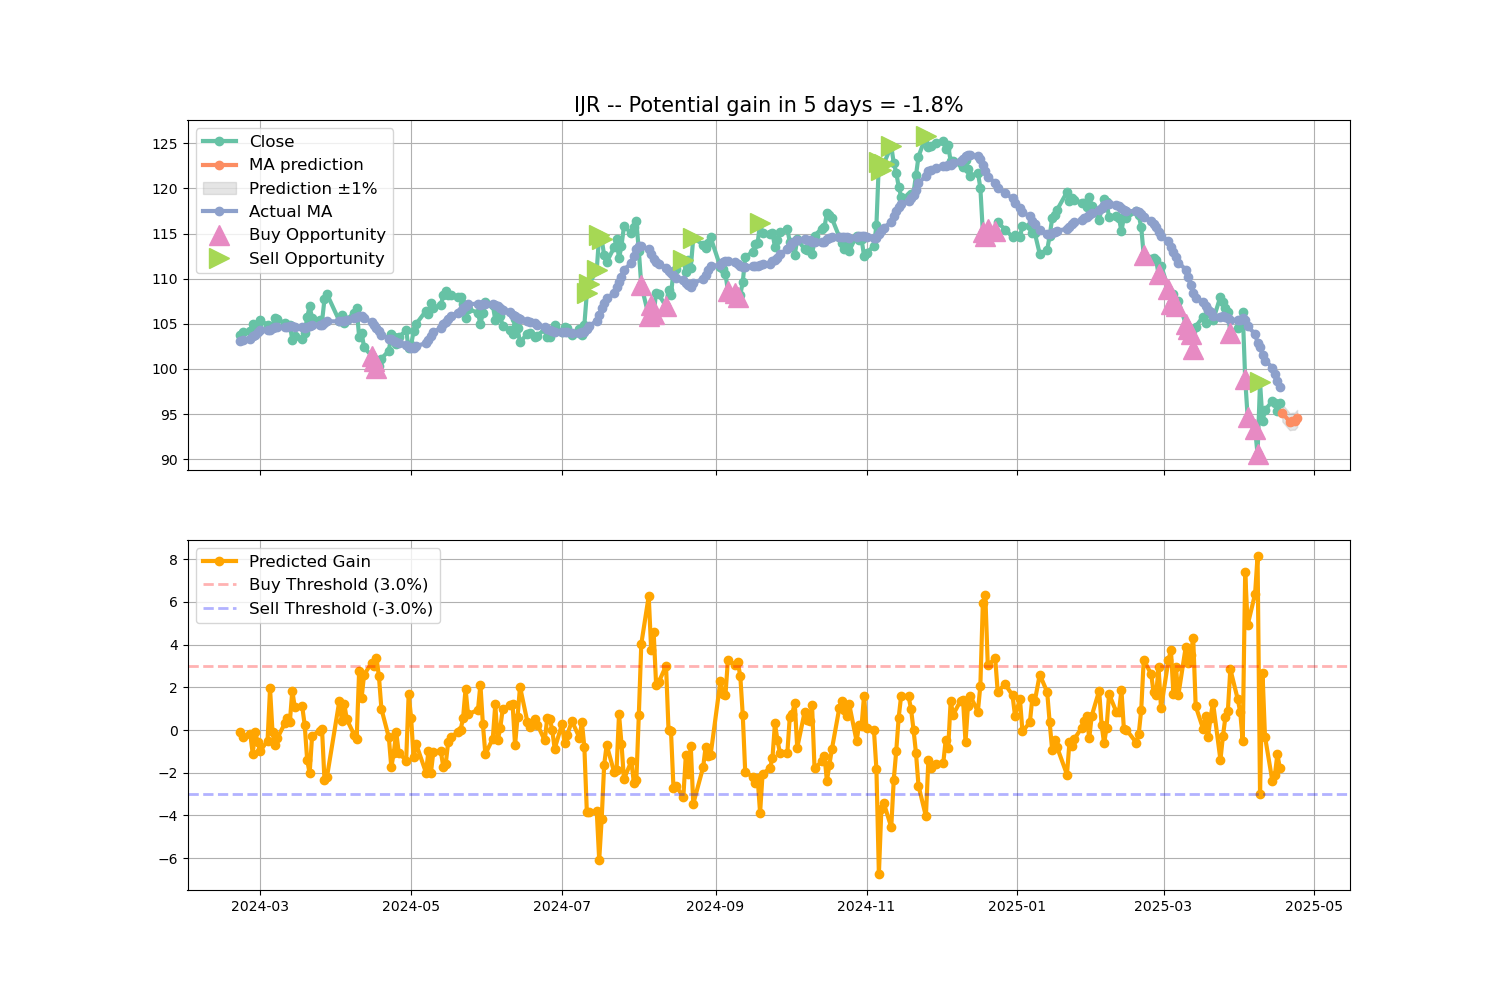 IJR -- Potential gain in 5 days = -1.8%
125
120
115
110
105
100
95
90
Close
MA prediction
Prediction ±1%
Actual MA
Buy Opportunity
Sell Opportunity
8
6
4
2
0
−2
−4
−6
Predicted Gain
Buy Threshold (3.0%)
Sell Threshold (-3.0%)
2024-03 2024-05 2024-07 2024-09 2024-11 2025-01 2025-03 2025-05